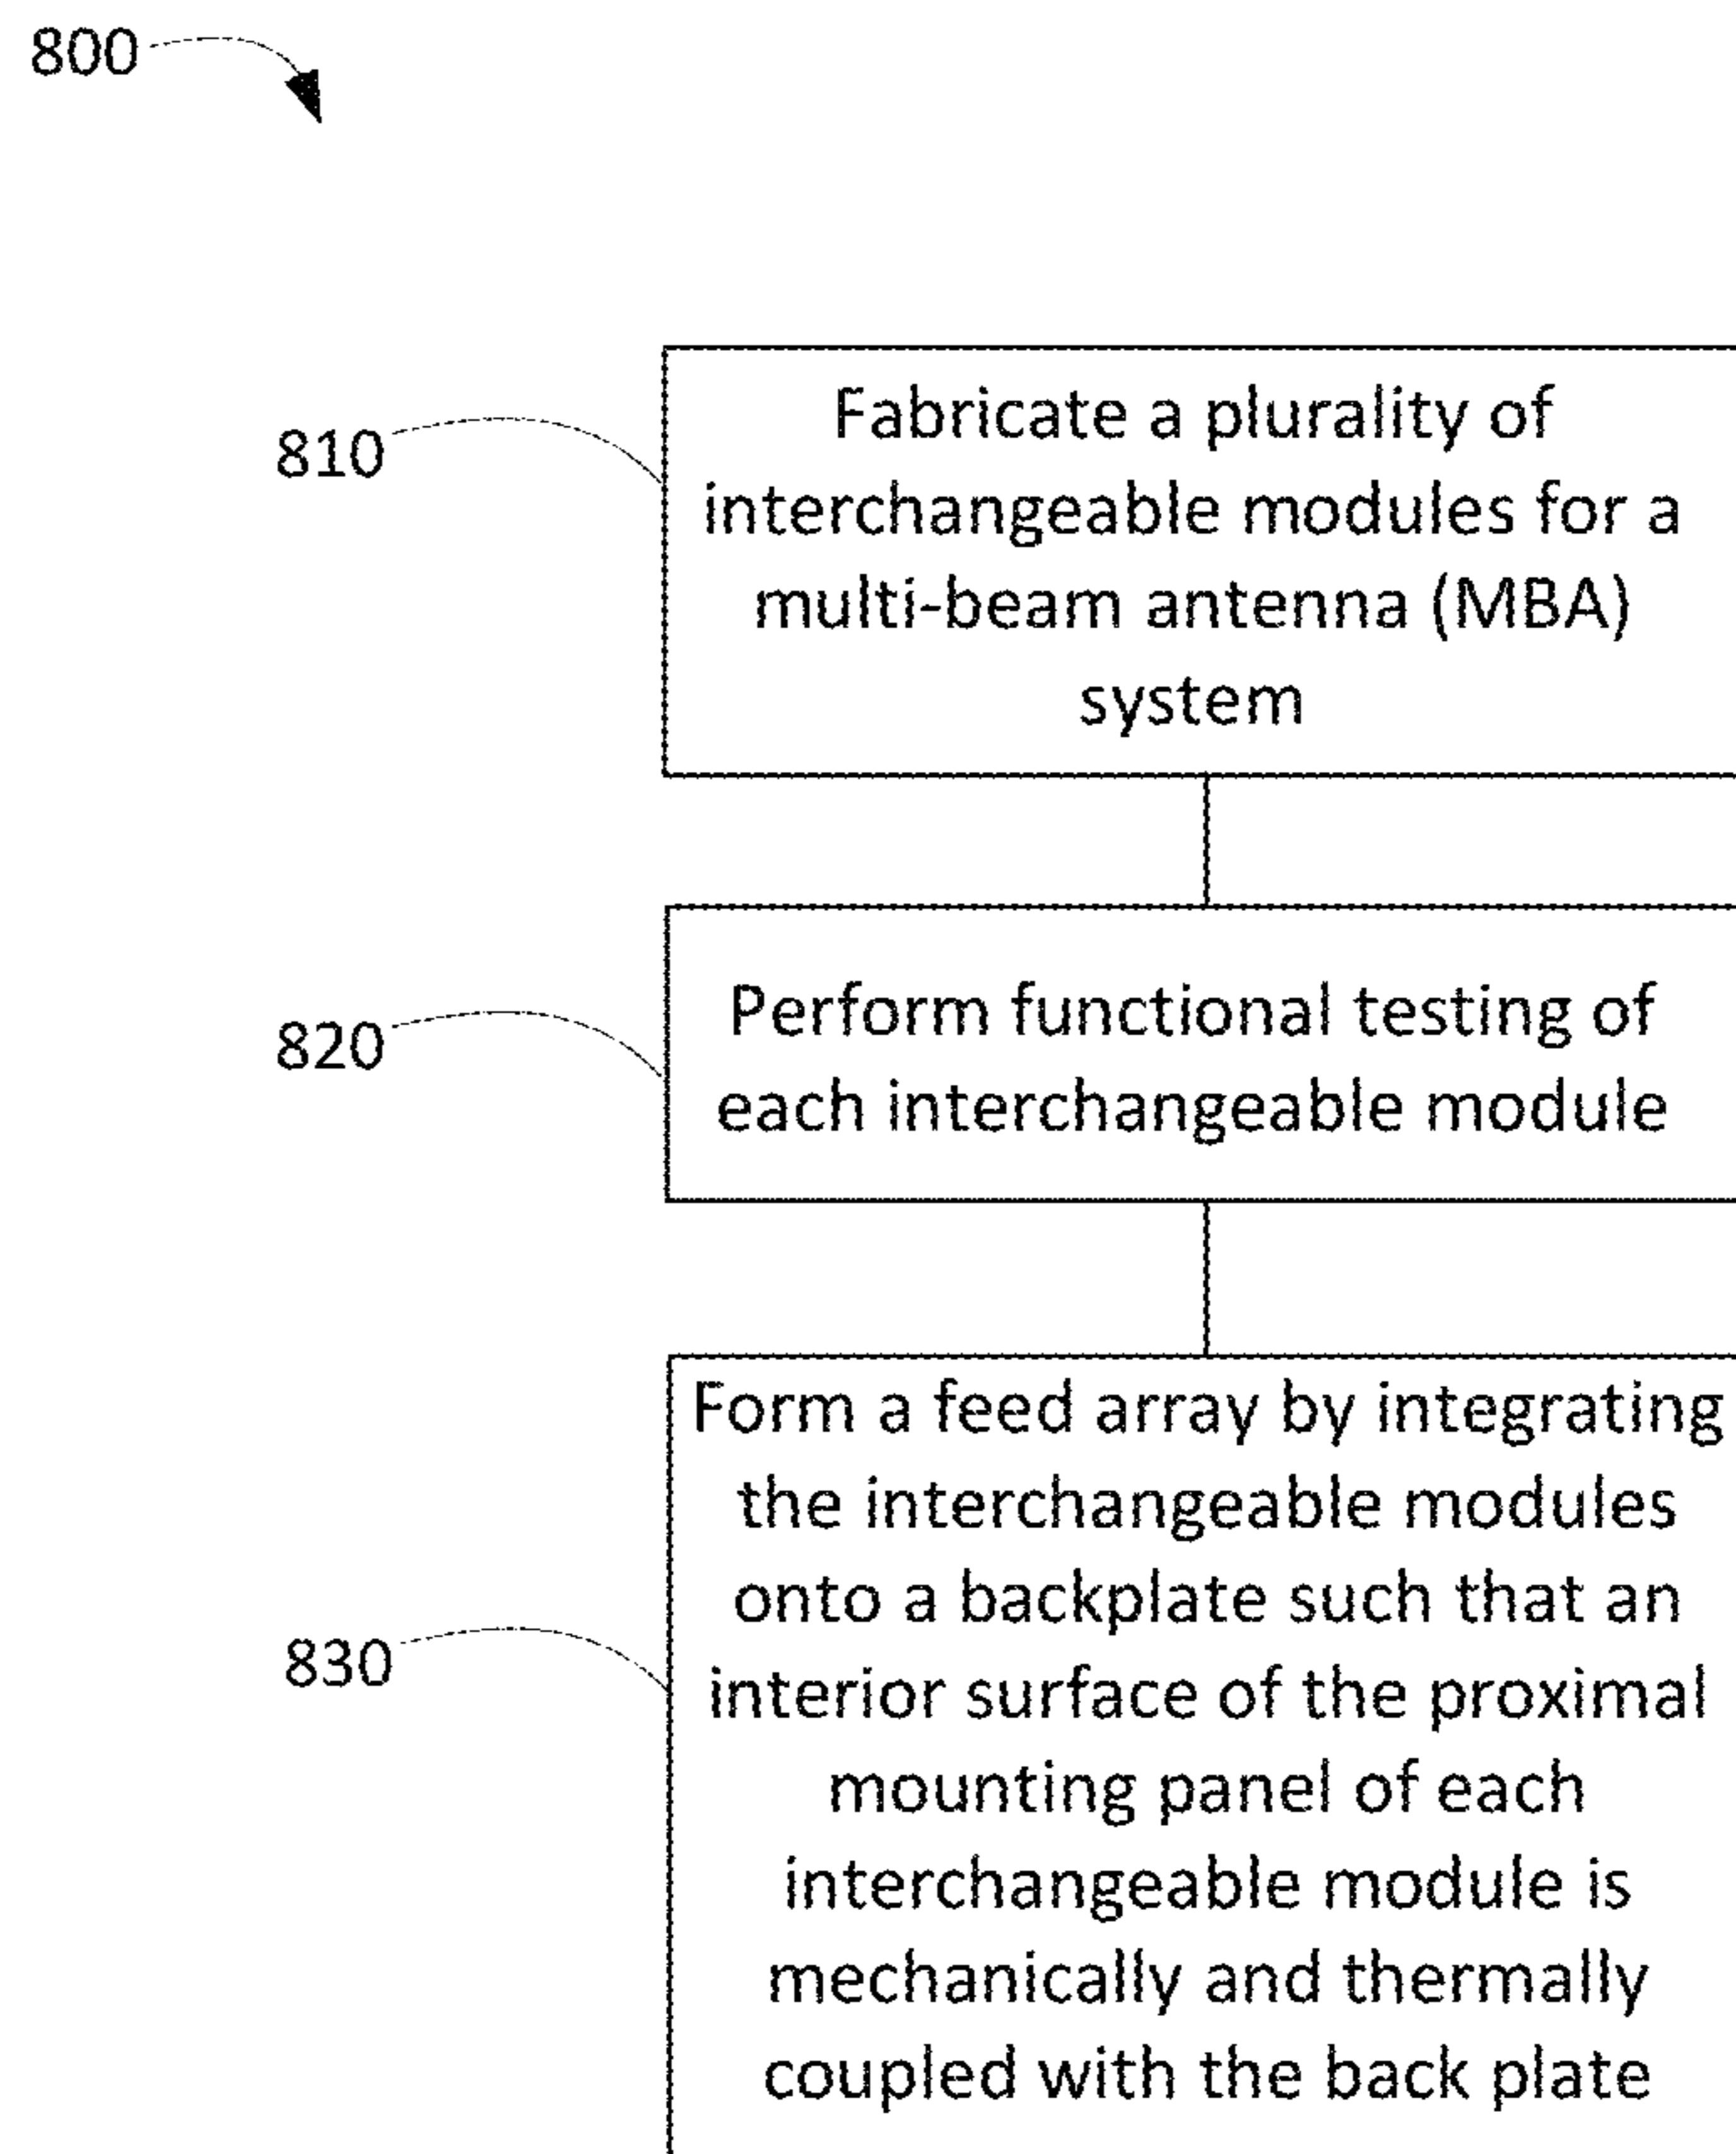 800
810
Fabricate a plurality of
interchangeable modules for a
multi-beam antenna (MBA)
system
820
Perform functional testing of
each interchangeable module
830
Form a feed array by integrating
the interchangeable modules
onto a backplate such that an
interior surface of the proximal
mounting panel of each
interchangeable module is
mechanically and thermally
coupled with the back plate